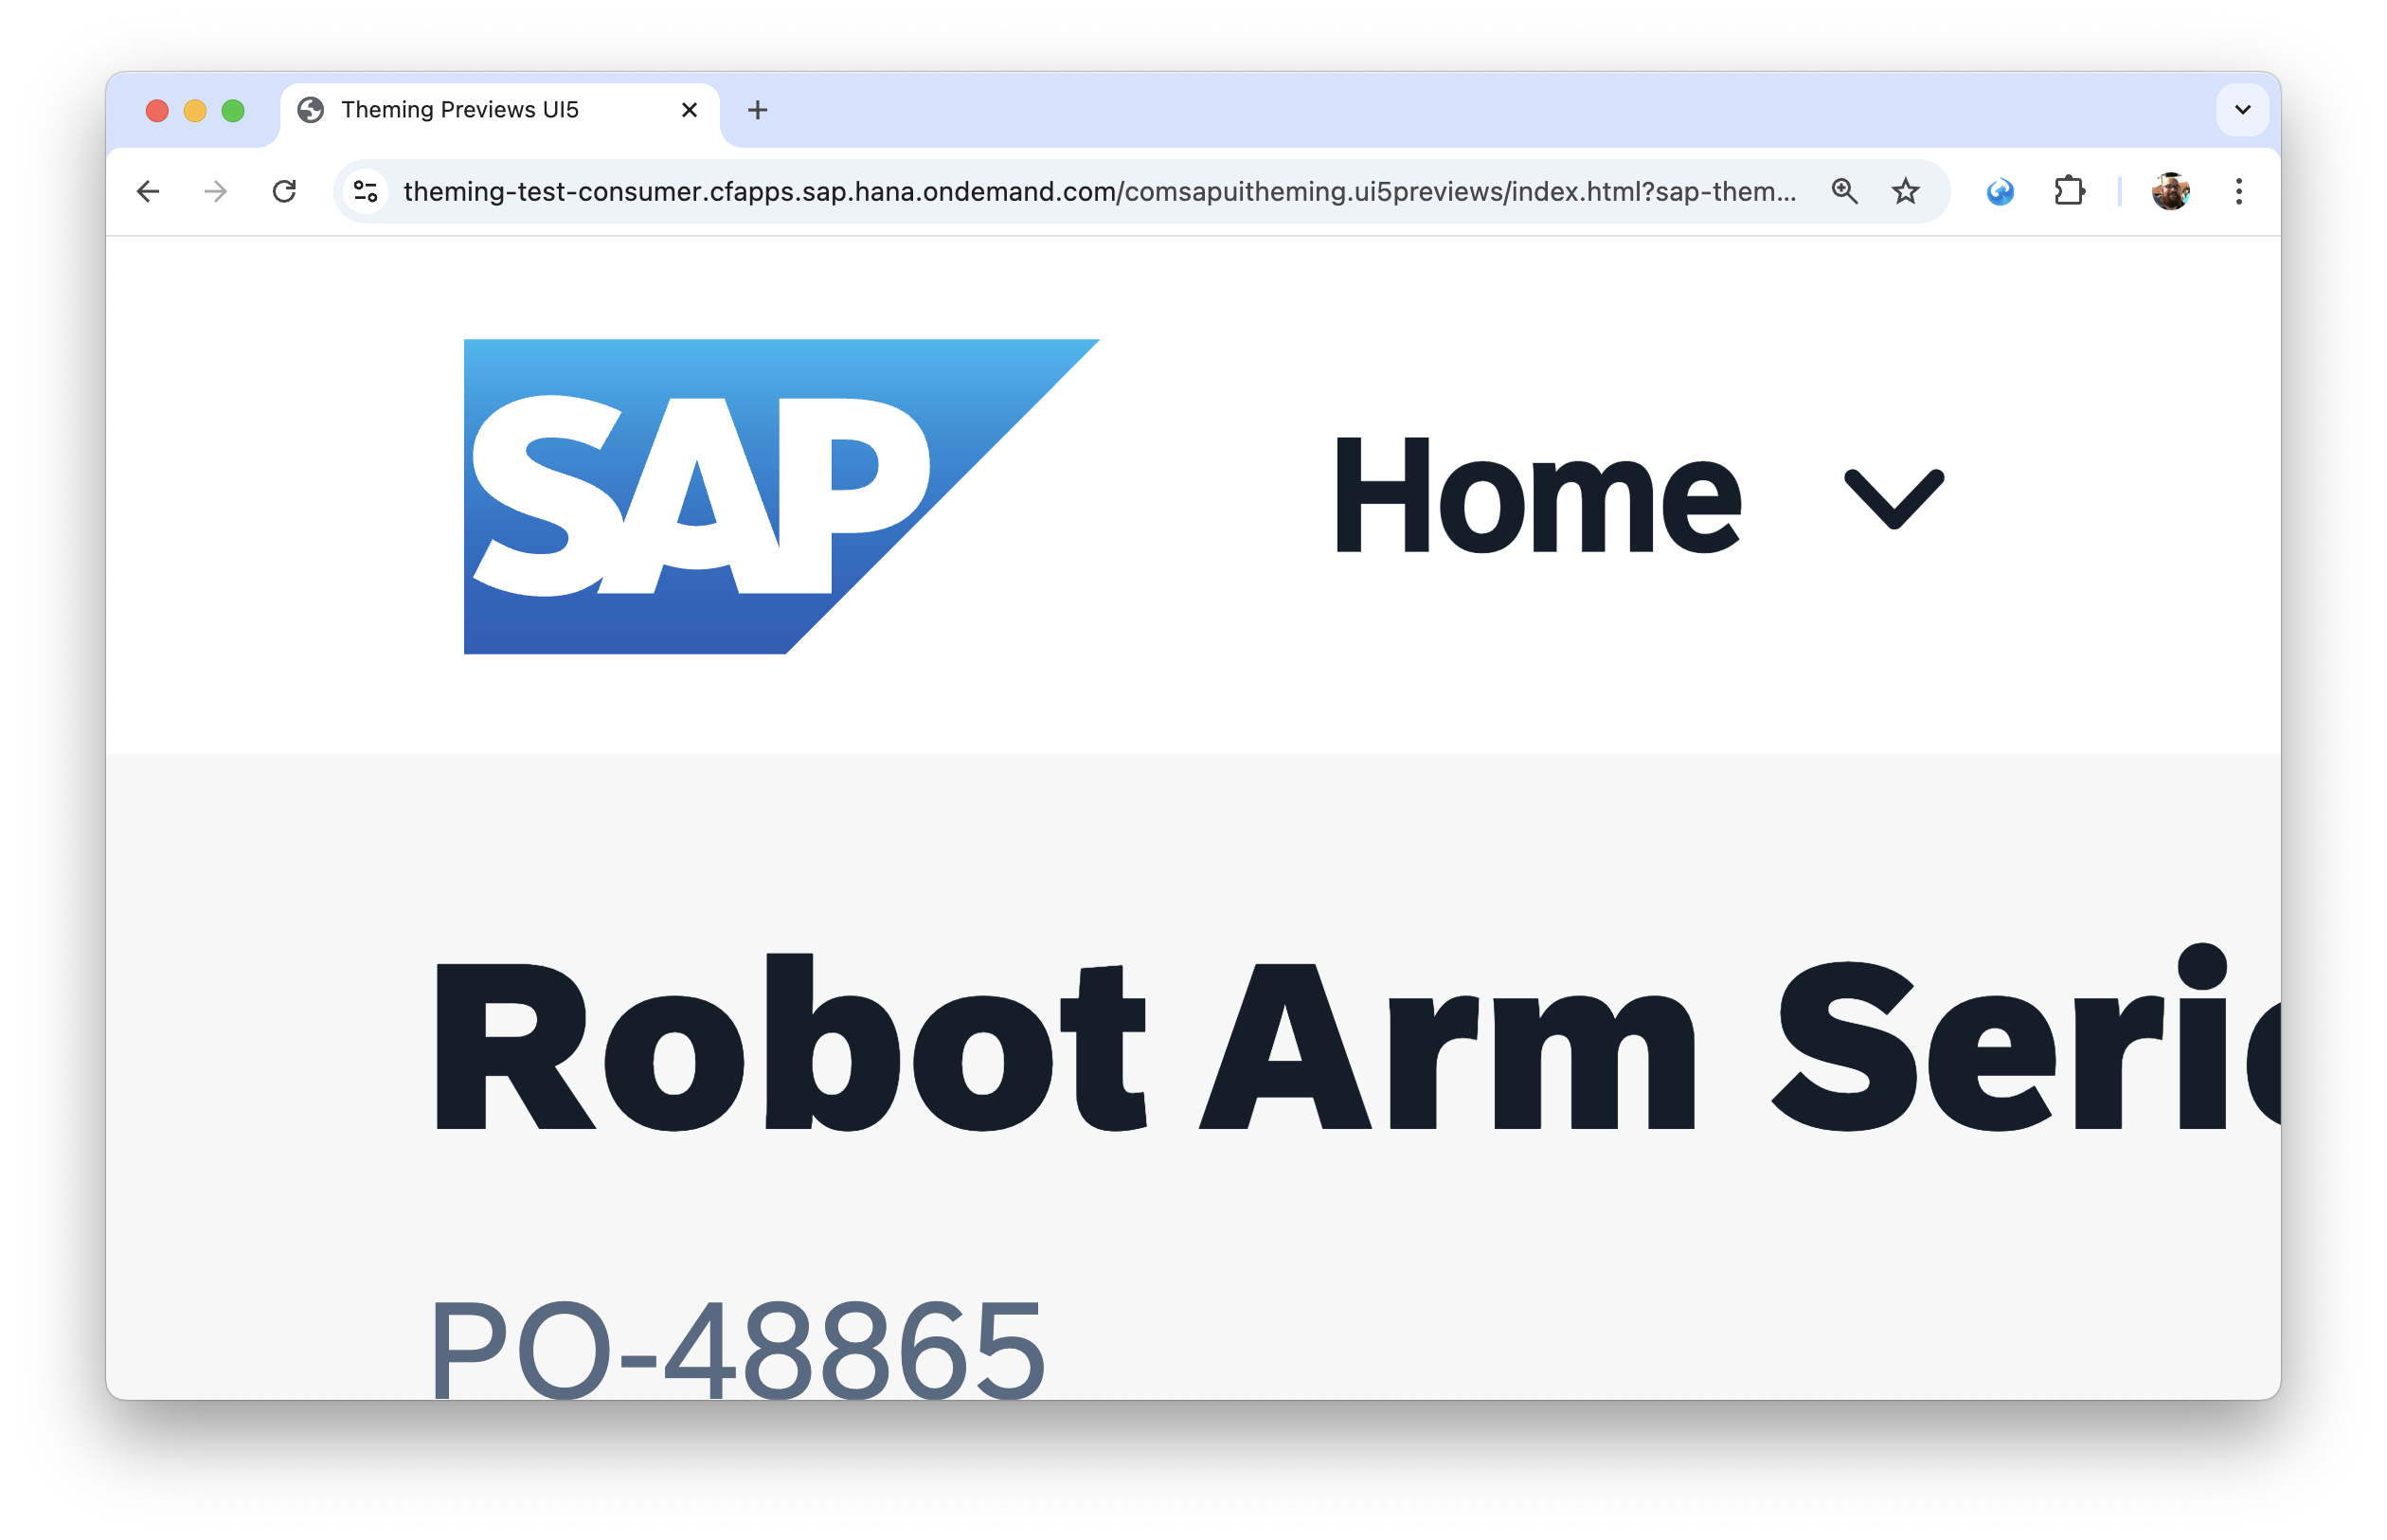 Theming Previews UI5
theming-test-consumer.cfapps.sap.hana.ondemand.com/comsapuitheming.ui5previews/index.html?sap-them...
SAP
Home
Robot Arm Seri
PO-48865